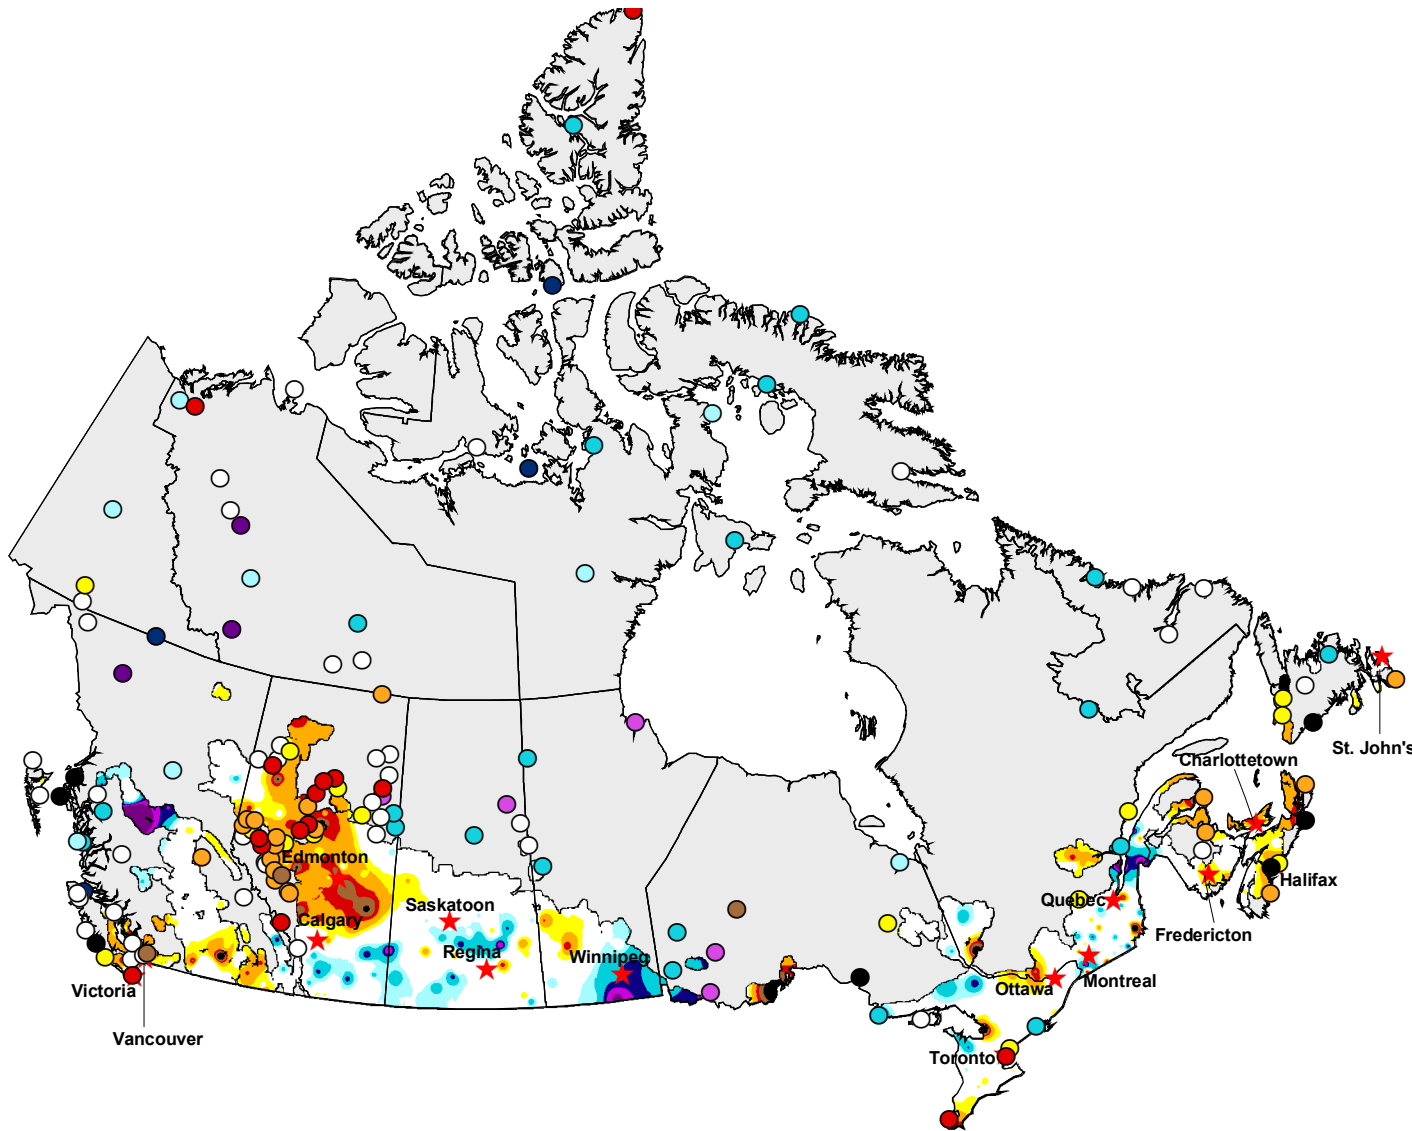 St. John's
Charlottetown
Edmonton
Halifax
Saskatoon
Quebec
Calgary
Fredericton
Regina
Winnipeg
Montreal
Ottawa
Victoria
Vancouver
Toronto